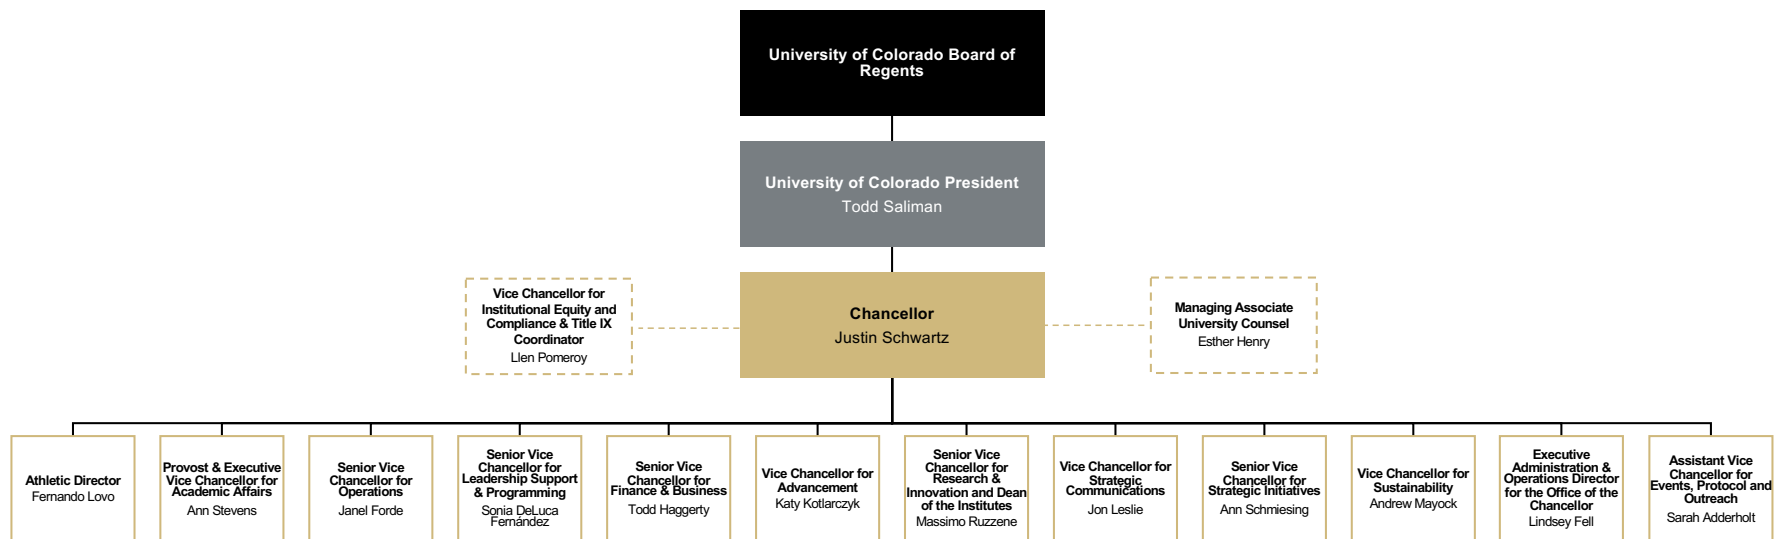 University of Colorado Board of
Regents
University of Colorado President
Todd Saliman
Vice Chancellor for
Institutional Equity and
Compliance & Title IX
Coordinator
Llen Pomeroy
Chancellor
Justin Schwartz
Managing Associate
University Counsel
Esther Henry
Athletic Director
Fernando Lovo
Provost & Executive
Vice Chancellor for
Academic Affairs
Ann Stevens
Senior Vice
Chancellor for
Operations
Janel Forde
Senior Vice
Chancellor for
Leadership Support
& Programming
Sonia DeLuca
Fernández
Senior Vice
Chancellor for
Finance & Business
Todd Haggerty
Vice Chancellor for
Advancement
Katy Kotlarczyk
Senior Vice
Chancellor for
Research &
Innovation and Dean
of the Institutes
Massimo Ruzzene
Vice Chancellor for
Strategic
Communications
Jon Leslie
Senior Vice
Chancellor for
Strategic Initiatives
Ann Schmiesing
Vice Chancellor for
Sustainability
Andrew Mayock
Executive
Administration &
Operations Director
for the Office of the
Chancellor
Lindsey Fell
Assistant Vice
Chancellor for
Events, Protocol and
Outreach
Sarah Adderholt